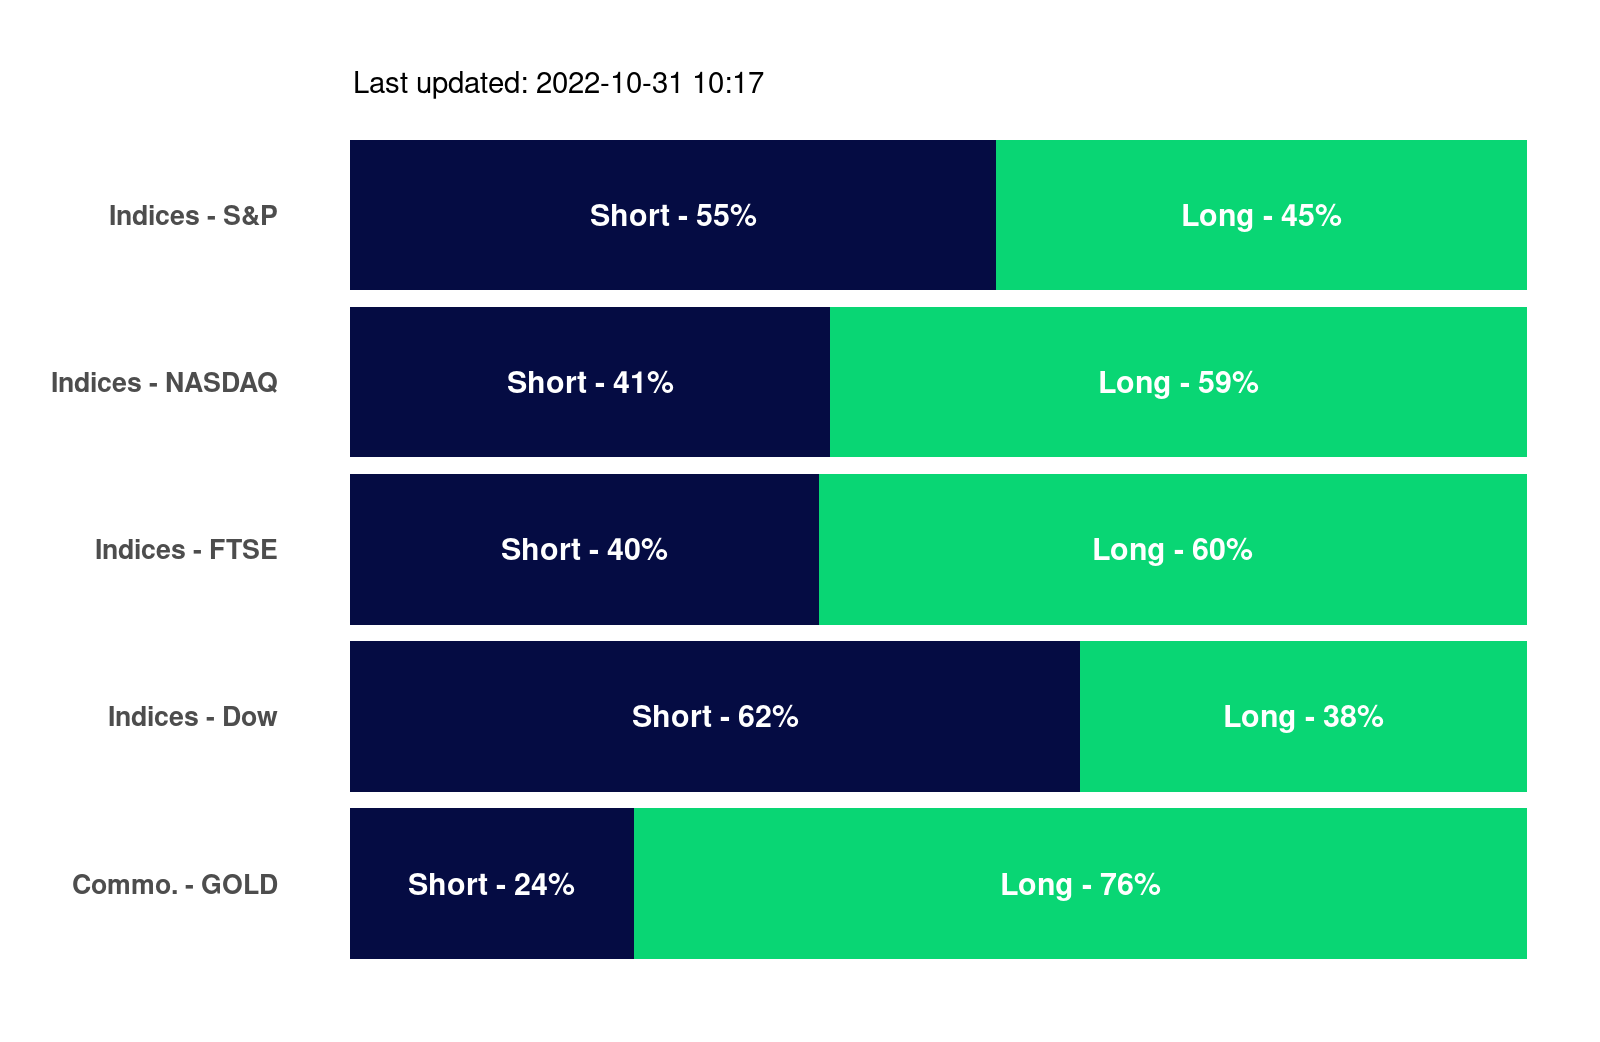 Last updated: 2022-10-31 10:17
Indices - S&P Short - 55% Long - 45%
Indices - NASDAQ Short - 41% Long - 59%
Indices - FTSE Short - 40% Long - 60%
Indices - Dow Short - 62% Long - 38%
Commo. - GOLD Short - 24% Long - 76%